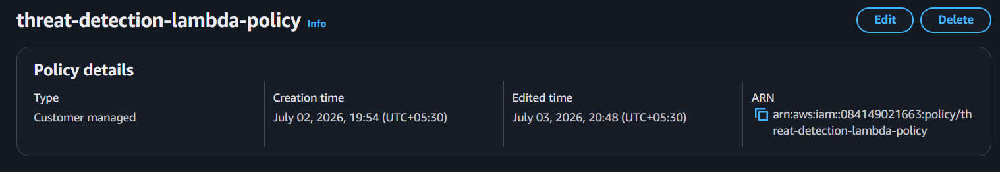 threat-detection-lambda-policy Info
Edit
Delete
Policy details
Type
Creation time
Edited time
ARN
Customer managed
July 02, 2026, 19:54 (UTC+05:30)
July 03, 2026, 20:48 (UTC+05:30)
arn:aws:iam::084149021663:policy/th
reat-detection-lambda-policy